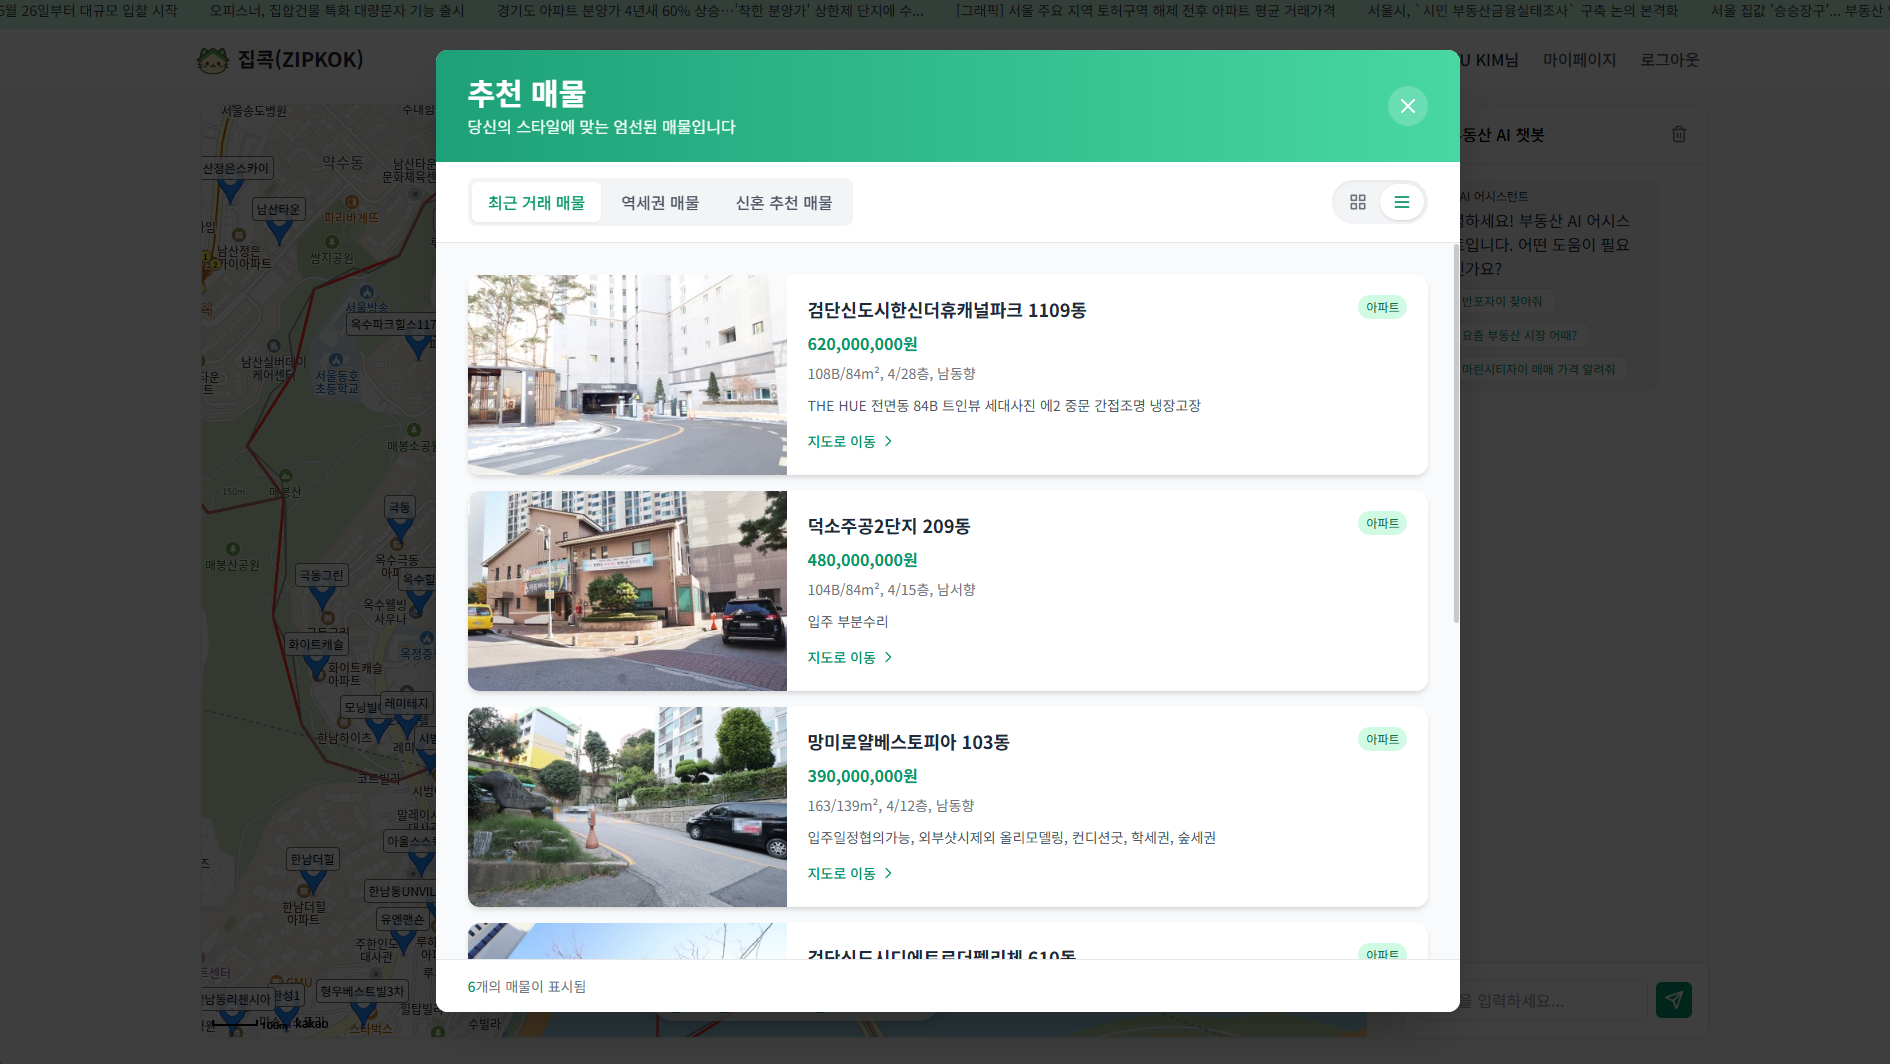 5월 26일부터 대규모 입찰 시작
오피스너, 집합건물 특화 대량문자 기능 출시
경기도 아파트 분양가 4년새 60% 상승…'착한 분양가' 상한제 단지에 수...
[그래픽] 서울 주요 지역 토허구역 해제 전후 아파트 평균 거래가격
서울시, `시민 부동산금융실태조사` 구축 논의 본격화
서울 집값 '승승장구'... 부동산
집콕(ZIPKOK)
U KIM님
마이페이지
로그아웃
추천 매물
당신의 스타일에 맞는 엄선된 매물입니다
최근 거래 매물
역세권 매물
신혼 추천 매물
검단신도시한신더휴캐널파크 1109동
아파트
620,000,000원
108B/84m², 4/28층, 남동향
THE HUE 전면동 84B 트인뷰 세대사진 에2 중문 간접조명 냉장고장
지도로 이동
덕소주공2단지 209동
아파트
480,000,000원
104B/84m², 4/15층, 남서향
입주 부분수리
지도로 이동
망미로얄베스토피아 103동
아파트
390,000,000원
163/139m², 4/12층, 남동향
입주일정협의가능, 외부샷시제외 올리모델링, 컨디션굿, 학세권, 숲세권
지도로 이동
검단신도시디에트르더펠리체 610동
아파트
6개의 매물이 표시됨
동산 AI 챗봇
AI 어시스턴트
하세요! 부동산 AI 어시스
입니다. 어떤 도움이 필요
가요?
반포자이 찾아줘
요즘 부동산 시장 어때?
마린시티자이 매매 가격 알려줘
을 입력하세요...
서울송도병원
수내임
산정은스카이
약수동
남산타운
문화체육센
남산타운
파리바게뜨
남산정은
가이아파트
쌈지공원
서울방송
옥수파크힐스117
남산실버데이
케어센터
서울동호
초등학교
매봉소공원
150m
매봉산
극동
매봉산공원
옥수극동
극동그린
옥수힐
옥수웰빙
사우나
화이트캐슬
옥정중
화이트캐슬
아파트
모닝빌
레미테지
한남하이츠
레미
코트빌라
시범
말레이시
대사관
아울스스
한남더힐
한남더힐
아파트
한남동UNVIL
유엔맨션
주한인도
대사관
트센터
GMU
한성1
형우베스트빌3차
남동리첸시아
힐탑빌
스타벅스
수빌라
100m
kakao